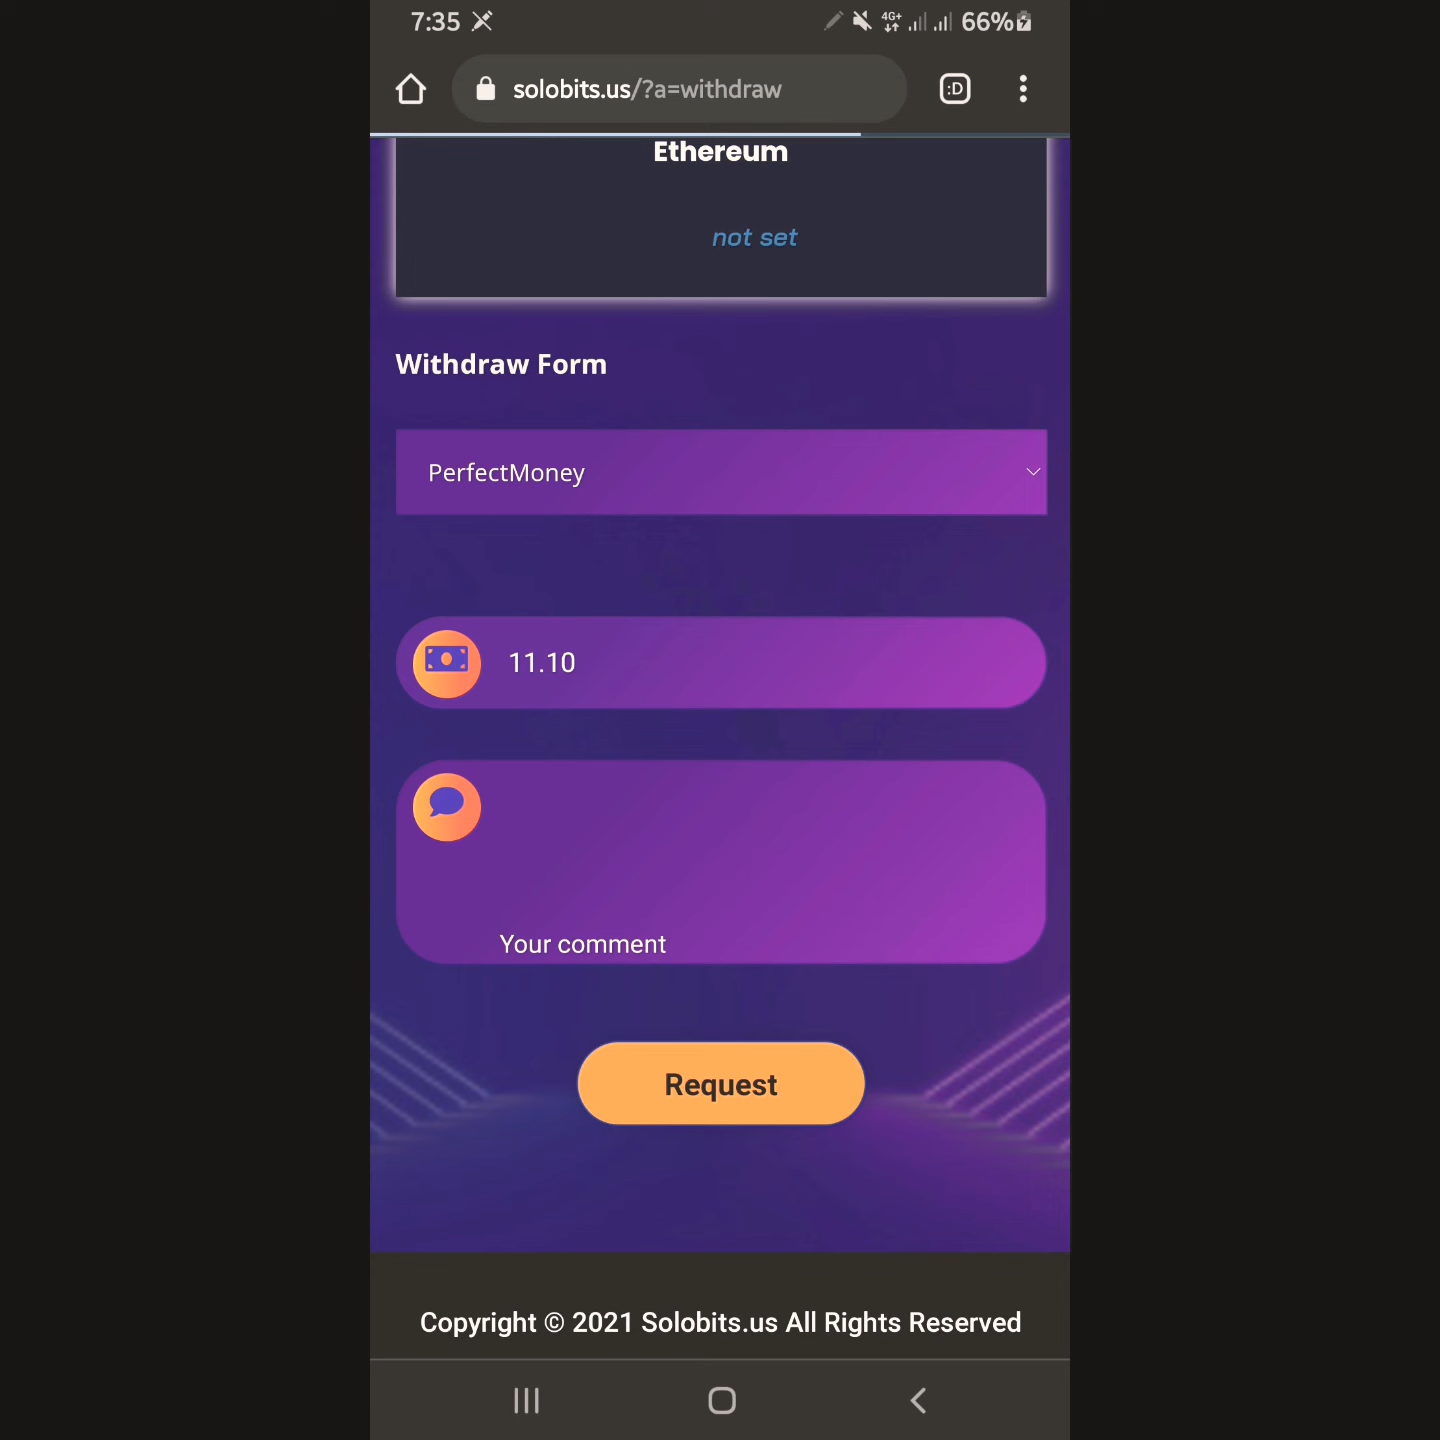 7:35
4G+
66%
solobits.us/?a=withdraw
:D
Ethereum
not set
Withdraw Form
PerfectMoney
11.10
Your comment
Request
Copyright © 2021 Solobits.us All Rights Reserved